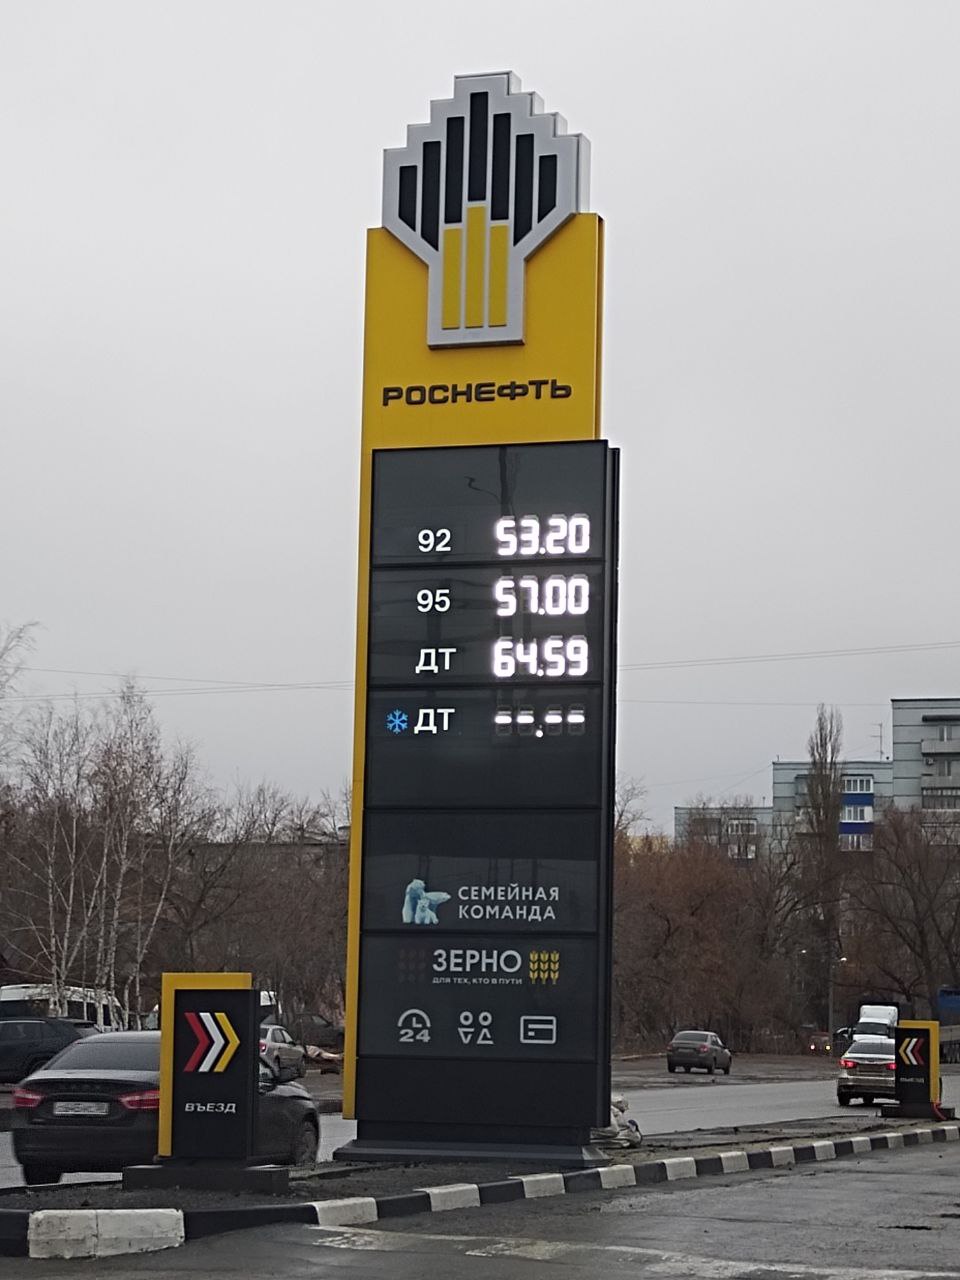 РОСНЕФТЬ
92 53.20
95 57.00
ДТ 64.59
ДТ --.--
СЕМЕЙНАЯ
КОМАНДА
ЗЕРНО
ДЛЯ ТЕХ, КТО В ПУТИ
24
ВЪЕЗД
ВЫЕЗД